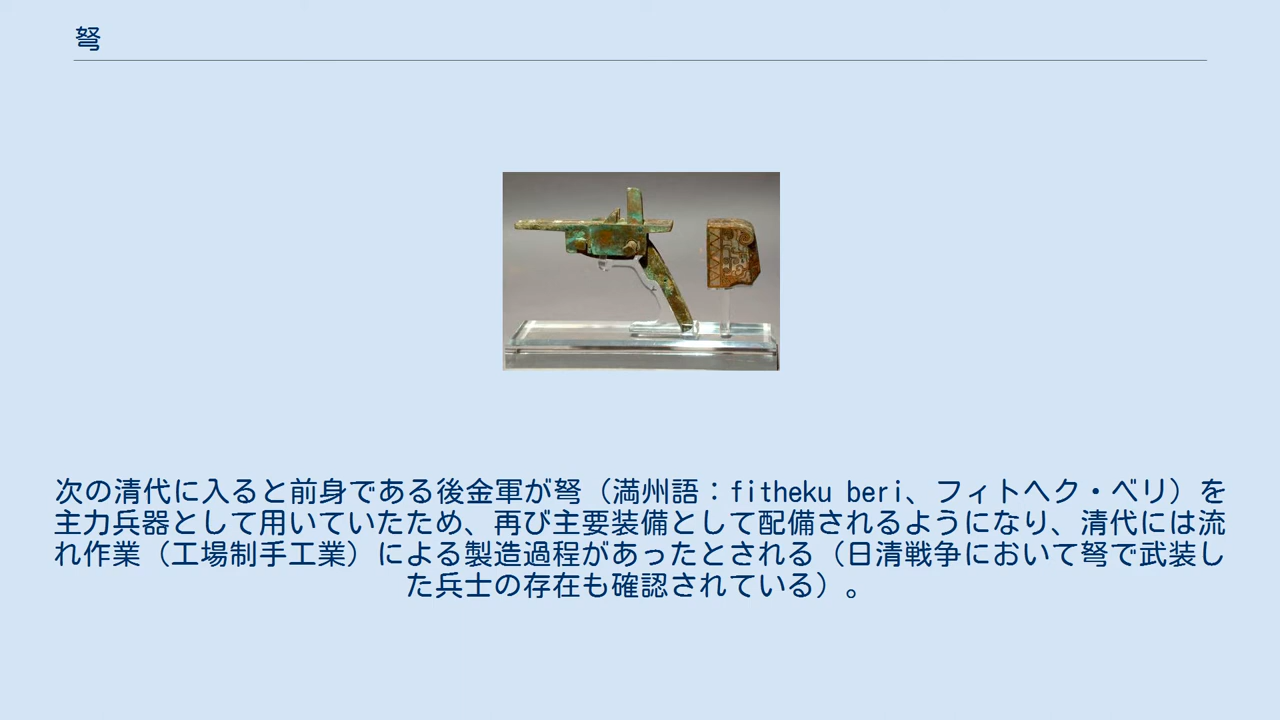 弩
次の清代に入ると前身である後金軍が弩（満州語：fitheku beri、フィトヘク・ベリ）を
主力兵器として用いていたため、再び主要装備として配備されるようになり、清代には流
れ作業（工場制手工業）による製造過程があったとされる（日清戦争において弩で武装し
た兵士の存在も確認されている）。